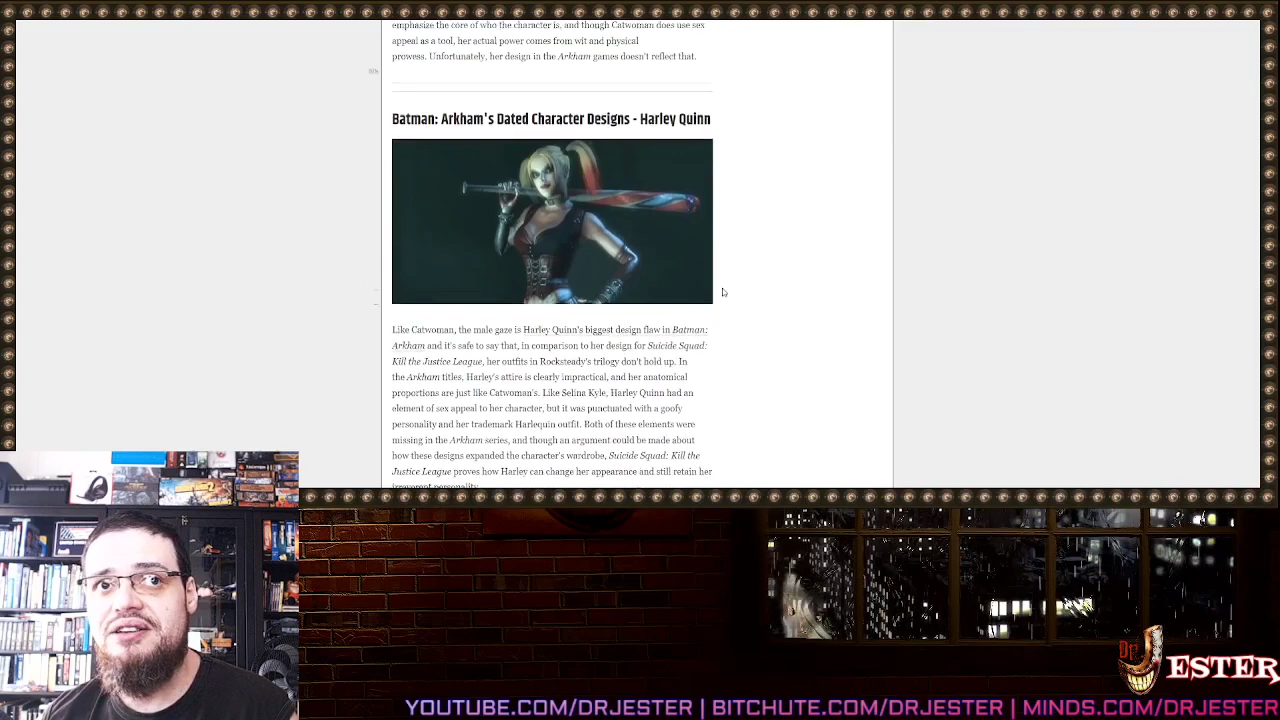 emphasize the core of who the character is, and though Catwoman does use sex
appeal as a tool, her actual power comes from wit and physical
prowess. Unfortunately, her design in the Arkham games doesn't reflect that.
Batman: Arkham's Dated Character Designs - Harley Quinn
Like Catwoman, the male gaze is Harley Quinn's biggest design flaw in Batman:
Arkham and it's safe to say that, in comparison to her design for Suicide Squad:
Kill the Justice League, her outfits in Rocksteady's trilogy don't hold up. In
the Arkham titles, Harley's attire is clearly impractical, and her anatomical
proportions are just like Catwoman's. Like Selina Kyle, Harley Quinn had an
element of sex appeal to her character, but it was punctuated with a goofy
personality and her trademark Harlequin outfit. Both of these elements were
missing in the Arkham series, and though an argument could be made about
how these designs expanded the character's wardrobe, Suicide Squad: Kill the
Justice League proves how Harley can change her appearance and still retain her
irreverent personality.
Dr
JESTER
YOUTUBE.COM/DRJESTER | BITCHUTE.COM/DRJESTER | MINDS.COM/DRJESTER